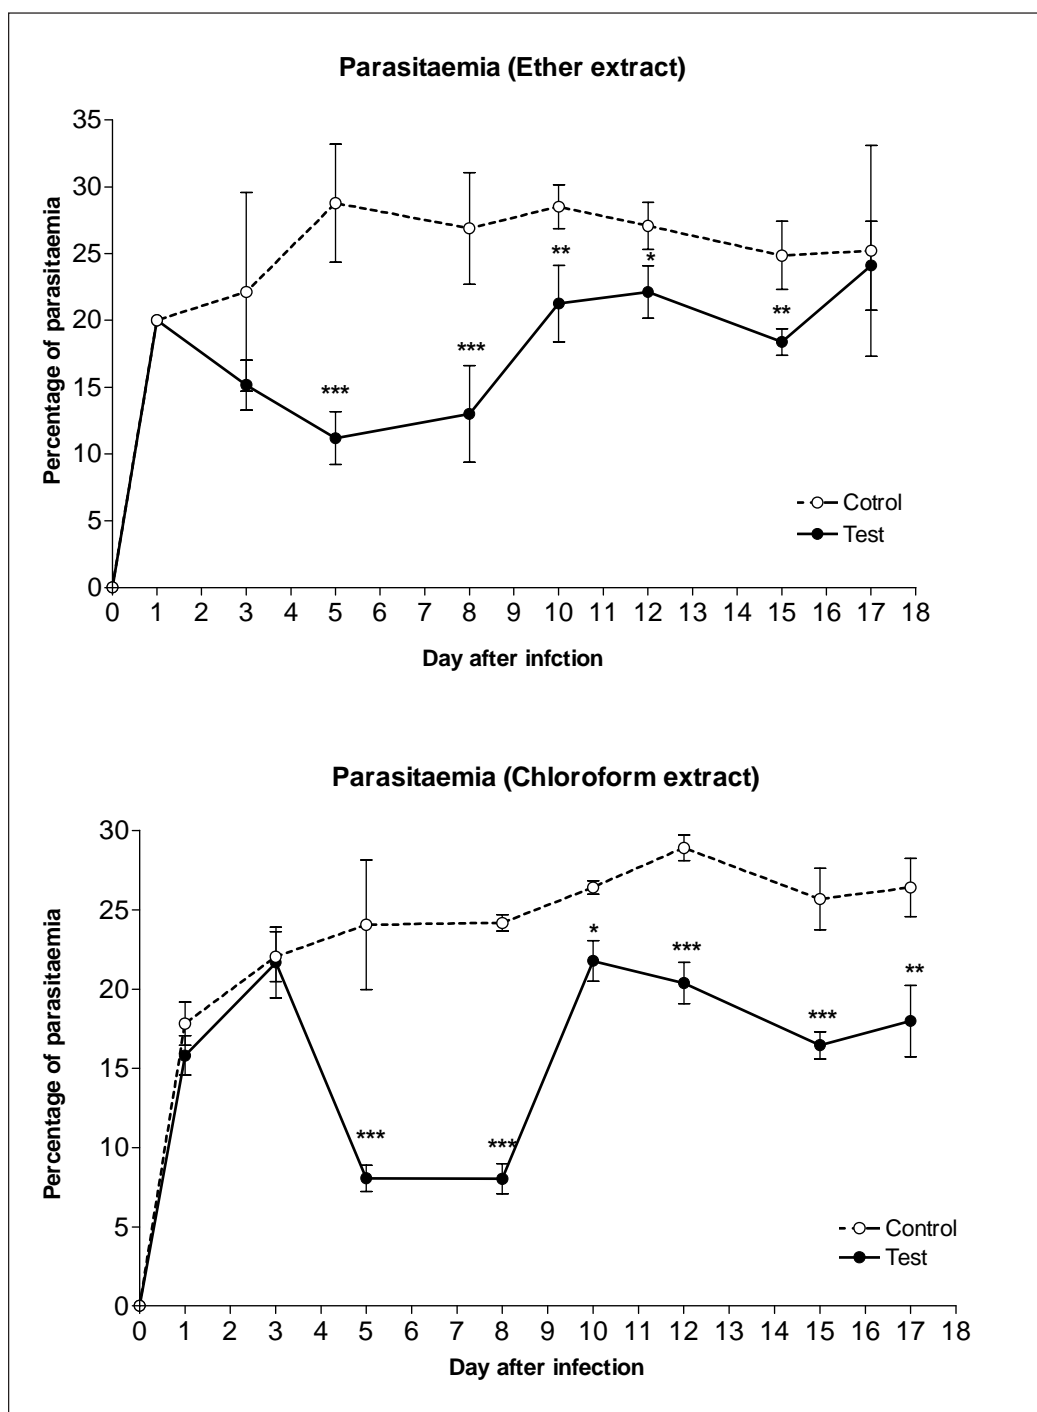 Parasitaemia (Ether extract)
35
30
25
20
15
10
5
0
Percentage of parasitaemia
**
*
**
***
***
***
Cotrol
Test
0 1 2 3 4 5 6 7 8 9 10 11 12 13 14 15 16 17 18
Day after infction
Parasitaemia (Chloroform extract)
30
25
20
15
10
5
0
Percentage of parasitaemia
*
***
**
***
***
***
Control
Test
0 1 2 3 4 5 6 7 8 9 10 11 12 13 14 15 16 17 18
Day after infection